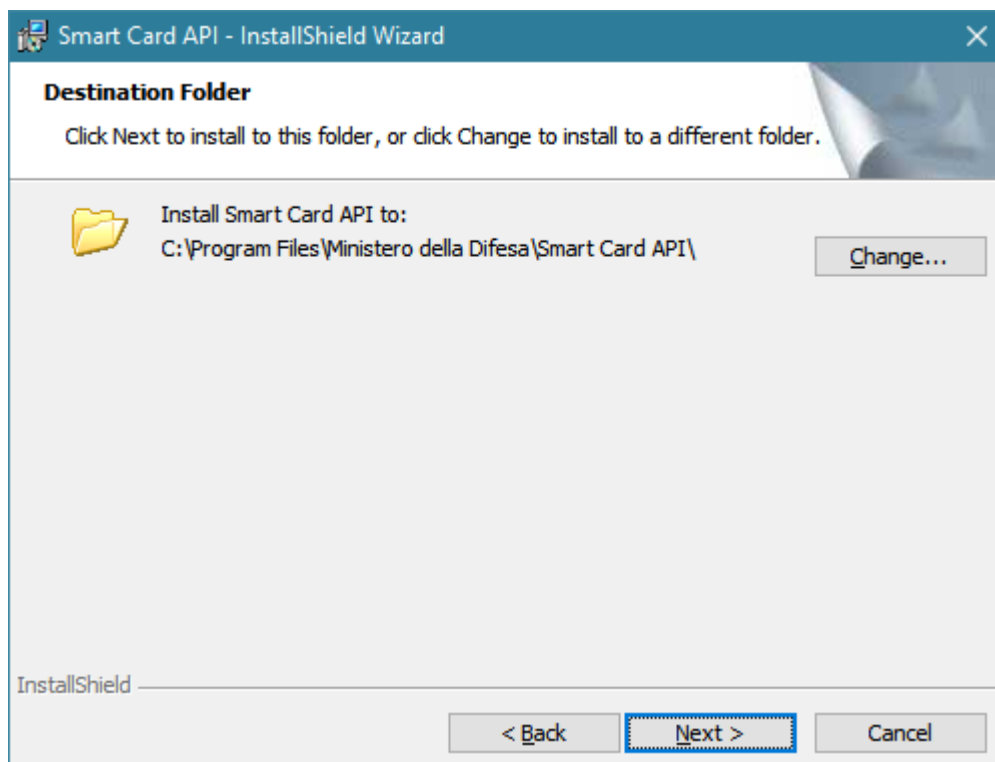 Smart Card API - InstallShield Wizard
Destination Folder
Click Next to install to this folder, or click Change to install to a different folder.
Install Smart Card API to:
C:\Program Files\Ministero della Difesa\Smart Card API\
Change...
InstallShield
< Back
Next >
Cancel